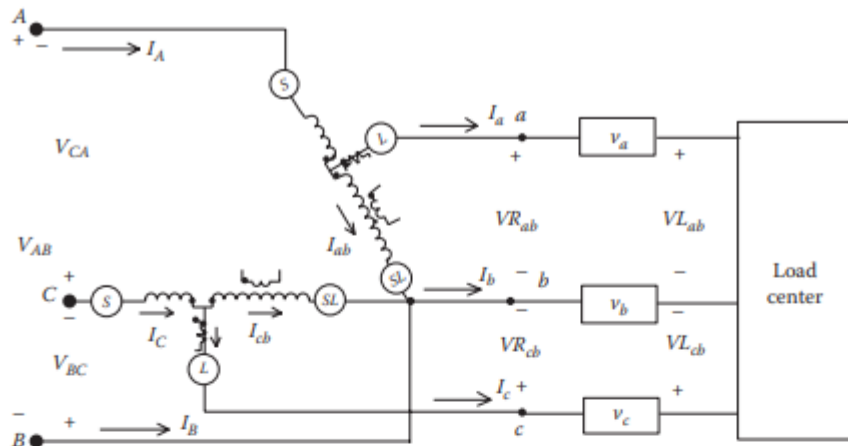 A
+ − I_A
S
I_a a
L
v_a
+ +
V_CA
I_ab
VR_ab VL_ab
V_AB
SL
+
C S SL
− − b −
I_b
v_b
Load
center
− −
I_C I_cb
VR_cb VL_cb
V_BC
L
I_c + +
− + I_B
c
v_c
B